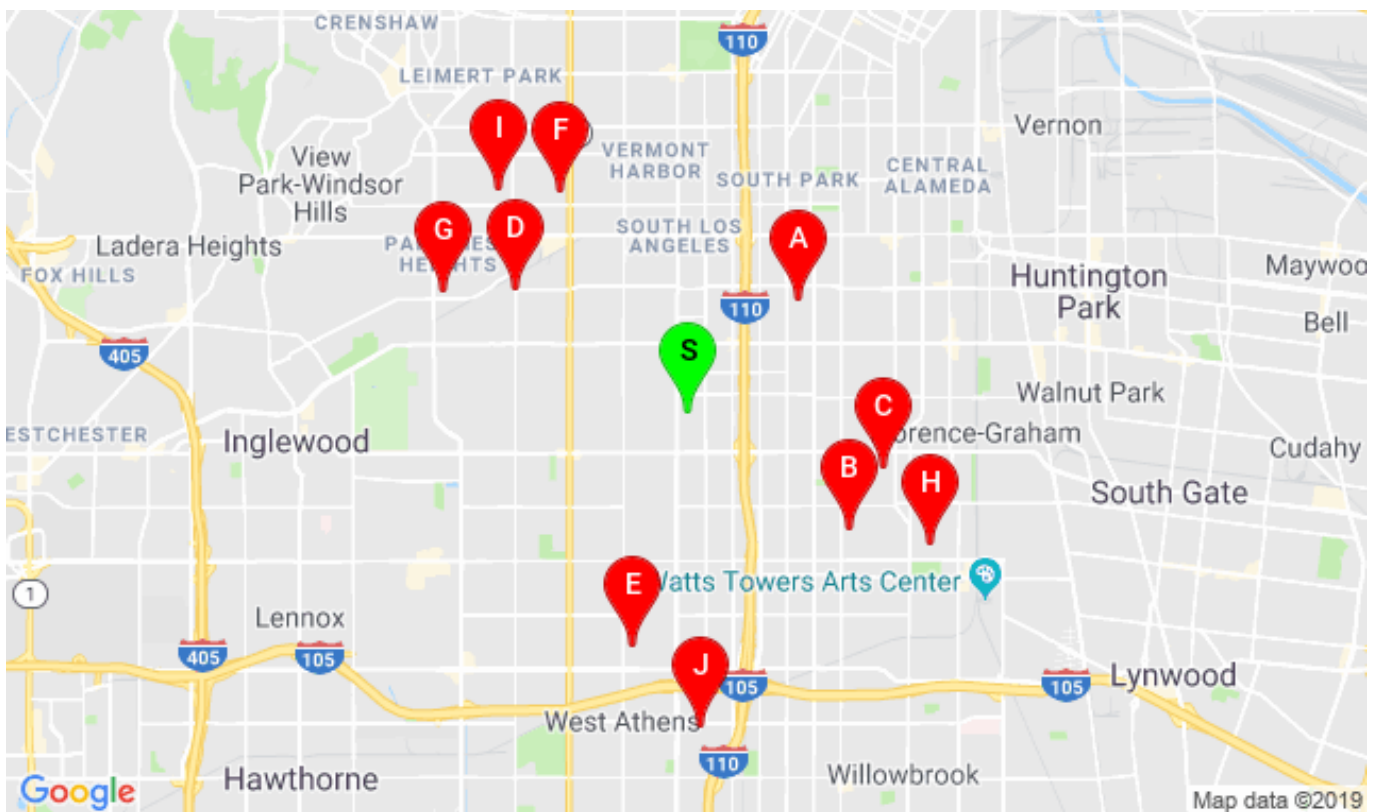 CRENSHAW
110
LEIMERT PARK
I
F
Vernon
View
Park-Windsor
Hills
VERMONT
HARBOR
CENTRAL
ALAMEDA
SOUTH PARK
G
D
A
Ladera Heights
SOUTH LOS
ANGELES
HEIGHTS
FOX HILLS
Huntington
Park
Maywoo
110
Bell
S
405
Walnut Park
C
ESTCHESTER
Inglewood
orence-Graham
Cudahy
B
H
South Gate
E
Watts Towers Arts Center
1
Lennox
405
105
J
105
105
Lynwood
West Athens
110
Hawthorne
Willowbrook
Google
Map data ©2019